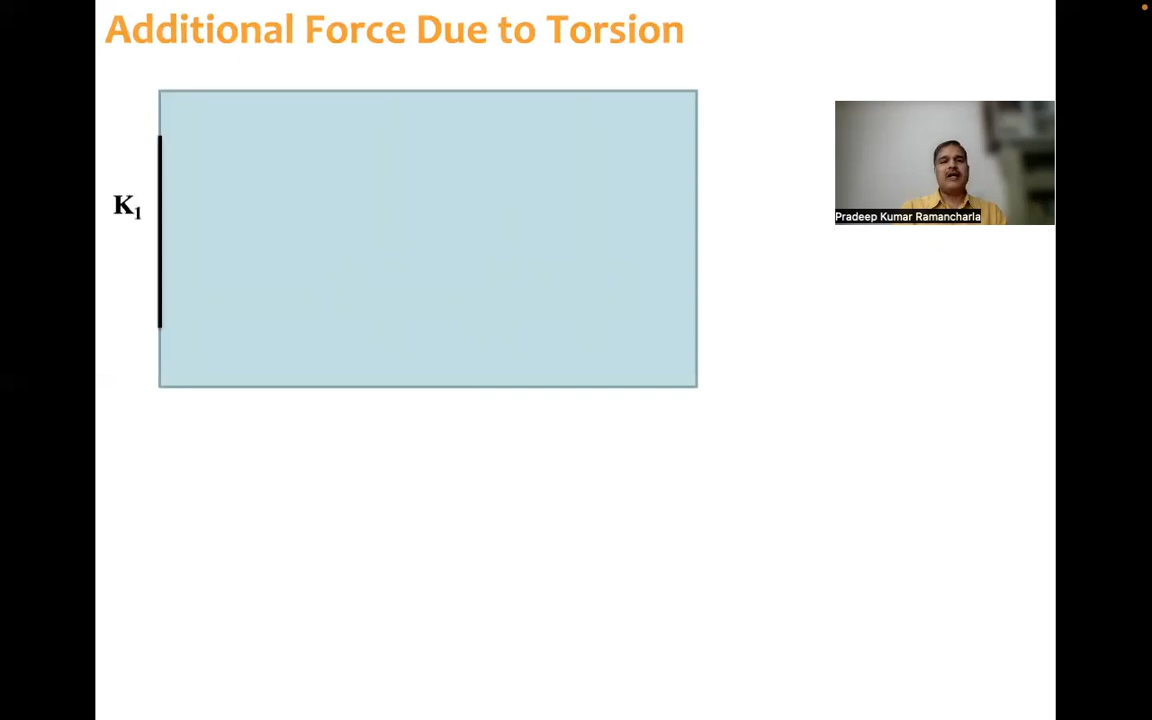 Additional Force Due to Torsion
K₁
Pradeep Kumar Ramancharla